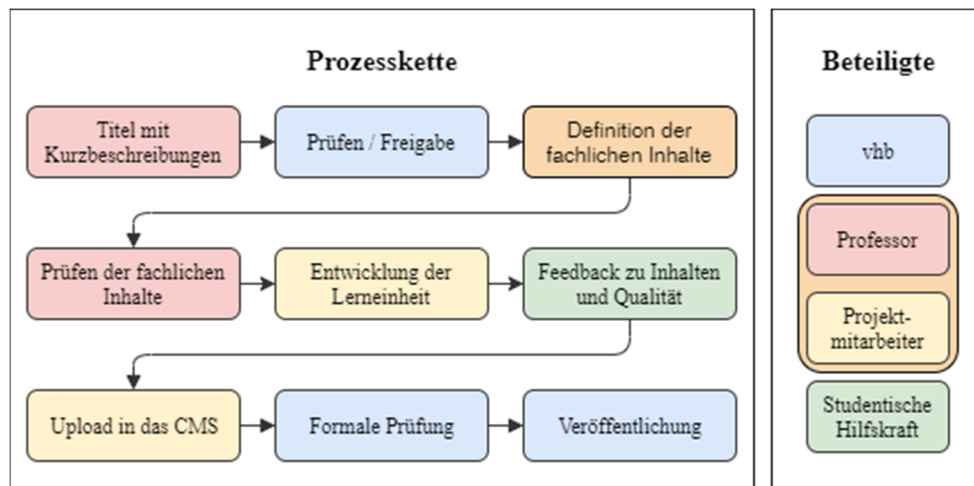 Prozesskette
Titel mit
Kurzbeschreibungen
Prüfen / Freigabe
Definition der
fachlichen Inhalte
Prüfen der fachlichen
Inhalte
Entwicklung der
Lerneinheit
Feedback zu Inhalten
und Qualität
Upload in das CMS
Formale Prüfung
Veröffentlichung
Beteiligte
vhb
Professor
Projekt-
mitarbeiter
Studentische
Hilfskraft